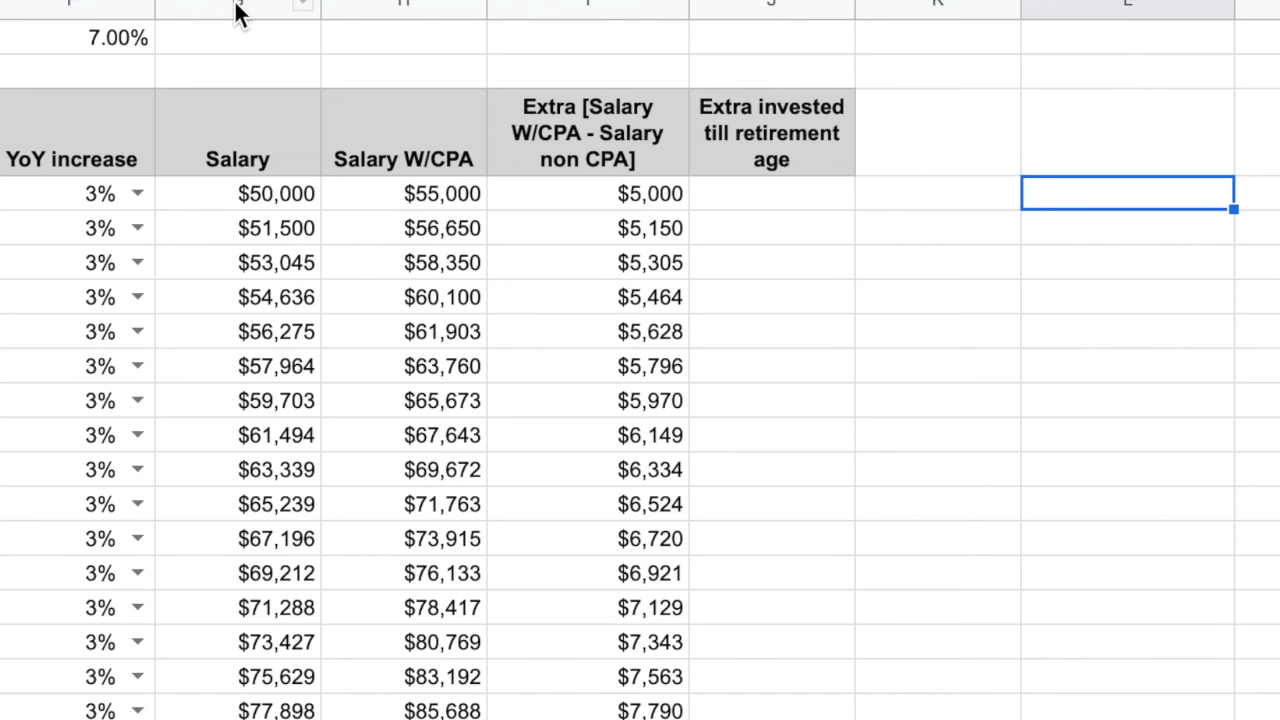 7.00%
YoY increase Salary Salary W/CPA Extra [Salary W/CPA - Salary non CPA] Extra invested till retirement age
3% $50,000 $55,000 $5,000
3% $51,500 $56,650 $5,150
3% $53,045 $58,350 $5,305
3% $54,636 $60,100 $5,464
3% $56,275 $61,903 $5,628
3% $57,964 $63,760 $5,796
3% $59,703 $65,673 $5,970
3% $61,494 $67,643 $6,149
3% $63,339 $69,672 $6,334
3% $65,239 $71,763 $6,524
3% $67,196 $73,915 $6,720
3% $69,212 $76,133 $6,921
3% $71,288 $78,417 $7,129
3% $73,427 $80,769 $7,343
3% $75,629 $83,192 $7,563
3% $77,898 $85,688 $7,790